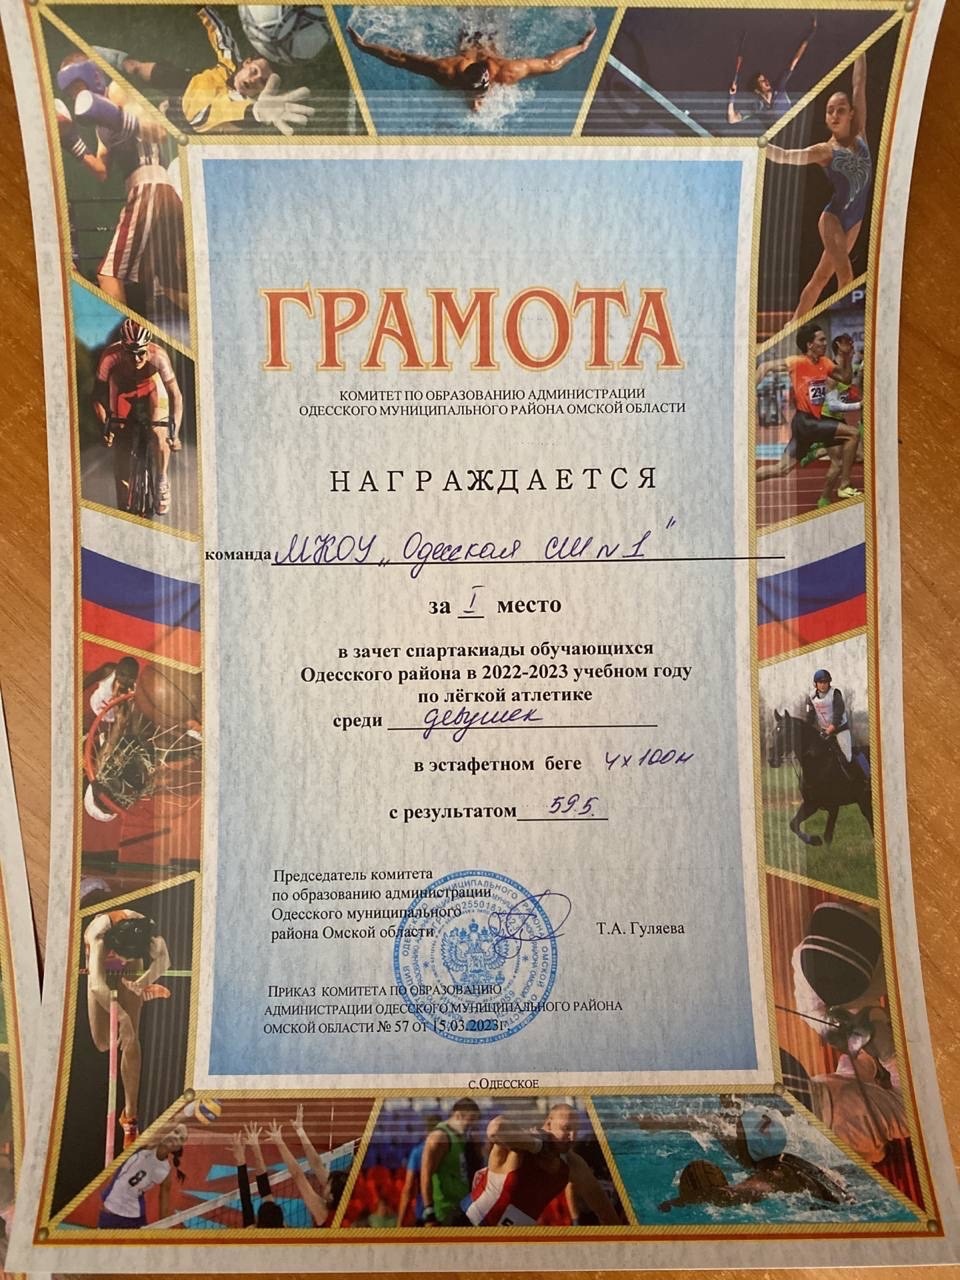 ГРАМОТА
КОМИТЕТ ПО ОБРАЗОВАНИЮ АДМИНИСТРАЦИИ
ОДЕССКОГО МУНИЦИПАЛЬНОГО РАЙОНА ОМСКОЙ ОБЛАСТИ
НАГРАЖДАЕТСЯ
команда МКОУ „Одесская СШ N 1"
за I место
в зачет спартакиады обучающихся
Одесского района в 2022-2023 учебном году
по лёгкой атлетике
среди девушек
в эстафетном беге 4х100м
с результатом 59.5.
Председатель комитета
по образованию администрации
Одесского муниципального
района Омской области
Т.А. Гуляева
ПРИКАЗ КОМИТЕТА ПО ОБРАЗОВАНИЮ
АДМИНИСТРАЦИИ ОДЕССКОГО МУНИЦИПАЛЬНОГО РАЙОНА
ОМСКОЙ ОБЛАСТИ № 57 ОТ 15.03.2023г.
с.ОДЕССКОЕ